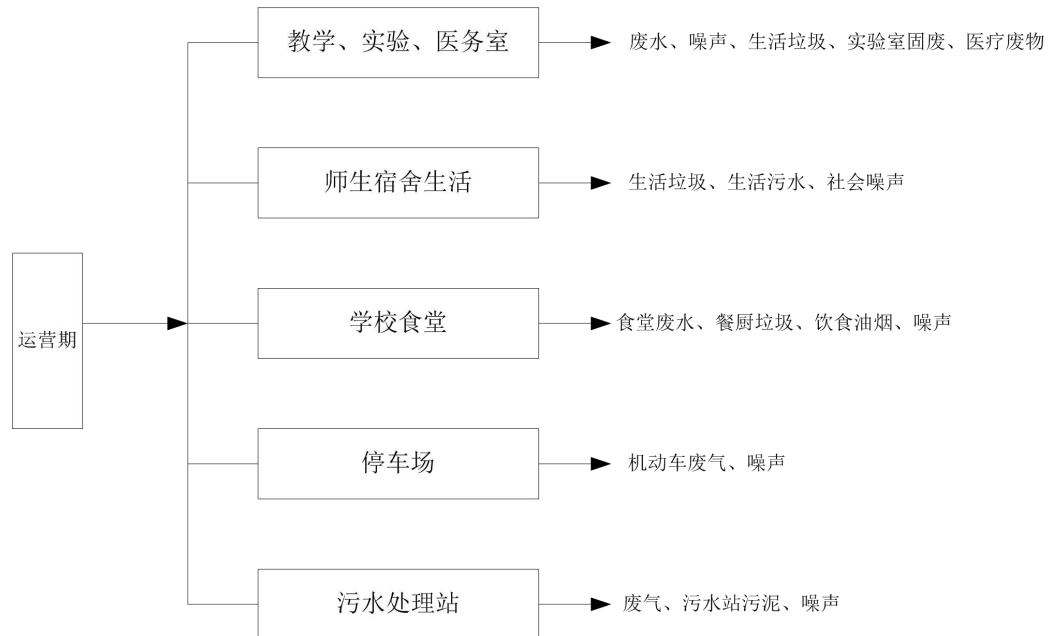 教学、实验、医务室
废水、噪声、生活垃圾、实验室固废、医疗废物
师生宿舍生活
生活垃圾、生活污水、社会噪声
运营期
学校食堂
食堂废水、餐厨垃圾、饮食油烟、噪声
停车场
机动车废气、噪声
污水处理站
废气、污水站污泥、噪声